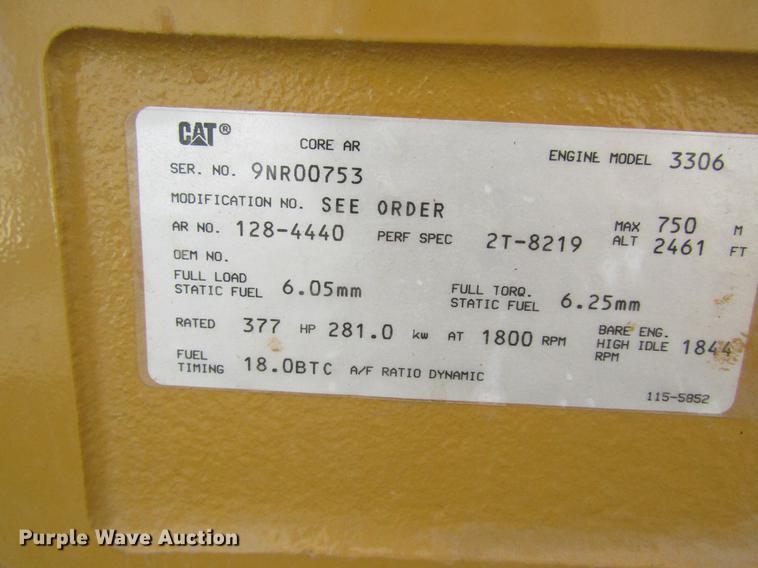 CAT®
CORE AR
ENGINE MODEL 3306
SER. NO. 9NR00753
MODIFICATION NO. SEE ORDER
AR NO. 128-4440 PERF SPEC 2T-8219
MAX ALT 750 M
2461 FT
OEM NO.
FULL LOAD
STATIC FUEL 6.05mm
FULL TORQ.
STATIC FUEL 6.25mm
RATED 377 HP 281.0 kw AT 1800 RPM
BARE ENG.
HIGH IDLE 1844
RPM
FUEL
TIMING 18.0BTC A/F RATIO DYNAMIC
115-5852
Purple Wave Auction